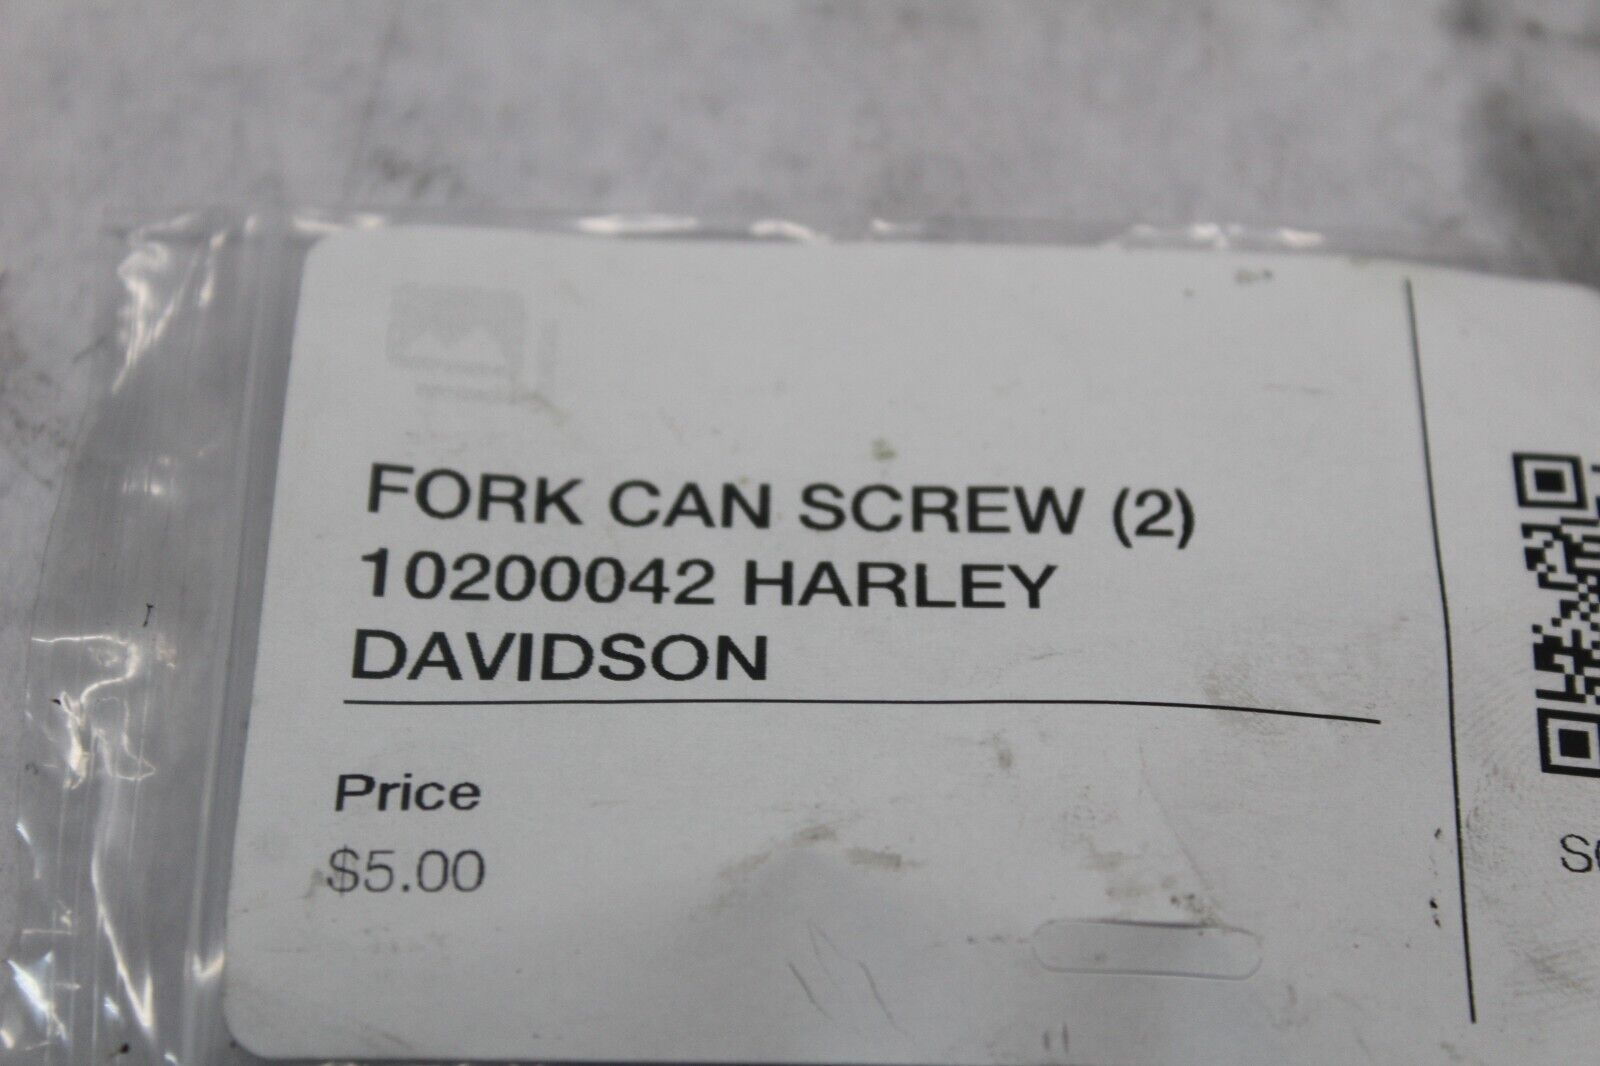 FORK CAN SCREW (2)
10200042 HARLEY
DAVIDSON
Price
$5.00